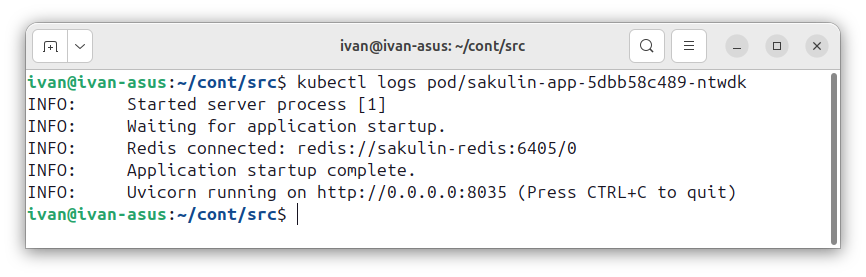 ivan@ivan-asus: ~/cont/src
ivan@ivan-asus:~/cont/src$ kubectl logs pod/sakulin-app-5dbb58c489-ntwdk
INFO:     Started server process [1]
INFO:     Waiting for application startup.
INFO:     Redis connected: redis://sakulin-redis:6405/0
INFO:     Application startup complete.
INFO:     Uvicorn running on http://0.0.0.0:8035 (Press CTRL+C to quit)
ivan@ivan-asus:~/cont/src$